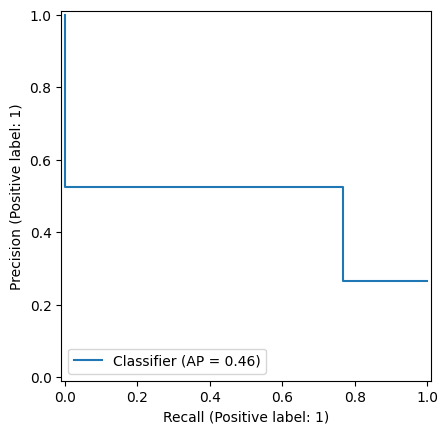 1.0
0.8
0.6
0.4
0.2
0.0
Precision (Positive label: 1)
Classifier (AP = 0.46)
0.0 0.2 0.4 0.6 0.8 1.0
Recall (Positive label: 1)